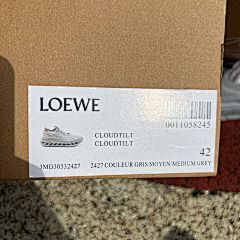 LOEWE
0011058245
CLOUDTILT
CLOUDTILT
42
3MD30332427
2427 COULEUR GRIS MOYEN/MEDIUM GREY